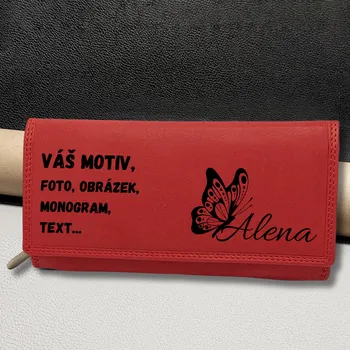 VÁŠ MOTIV,
FOTO, OBRÁZEK,
MONOGRAM,
TEXT...
Alena